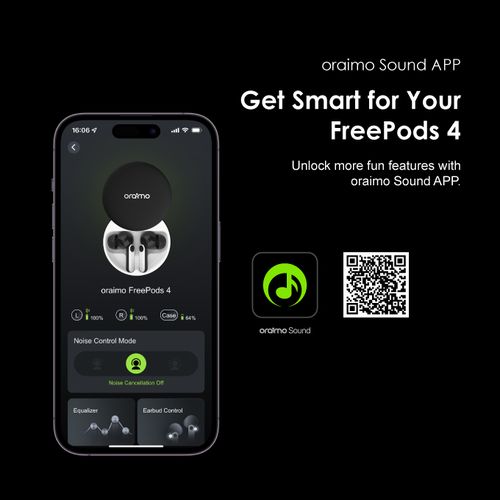 oraimo Sound APP
Get Smart for Your
FreePods 4
Unlock more fun features with
oraimo Sound APP.
16:06
oraimo
oraimo FreePods 4
L 100% R 100% Case 64%
Noise Control Mode
Noise Cancellation Off
Equalizer Earbud Control
oraimo Sound